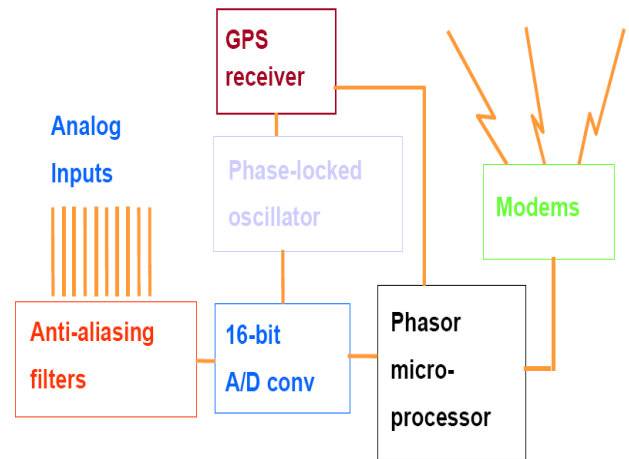 GPS
receiver
Analog
Inputs
Phase-locked
oscillator
Modems
Anti-aliasing
filters
16-bit
A/D conv
Phasor
micro-
processor